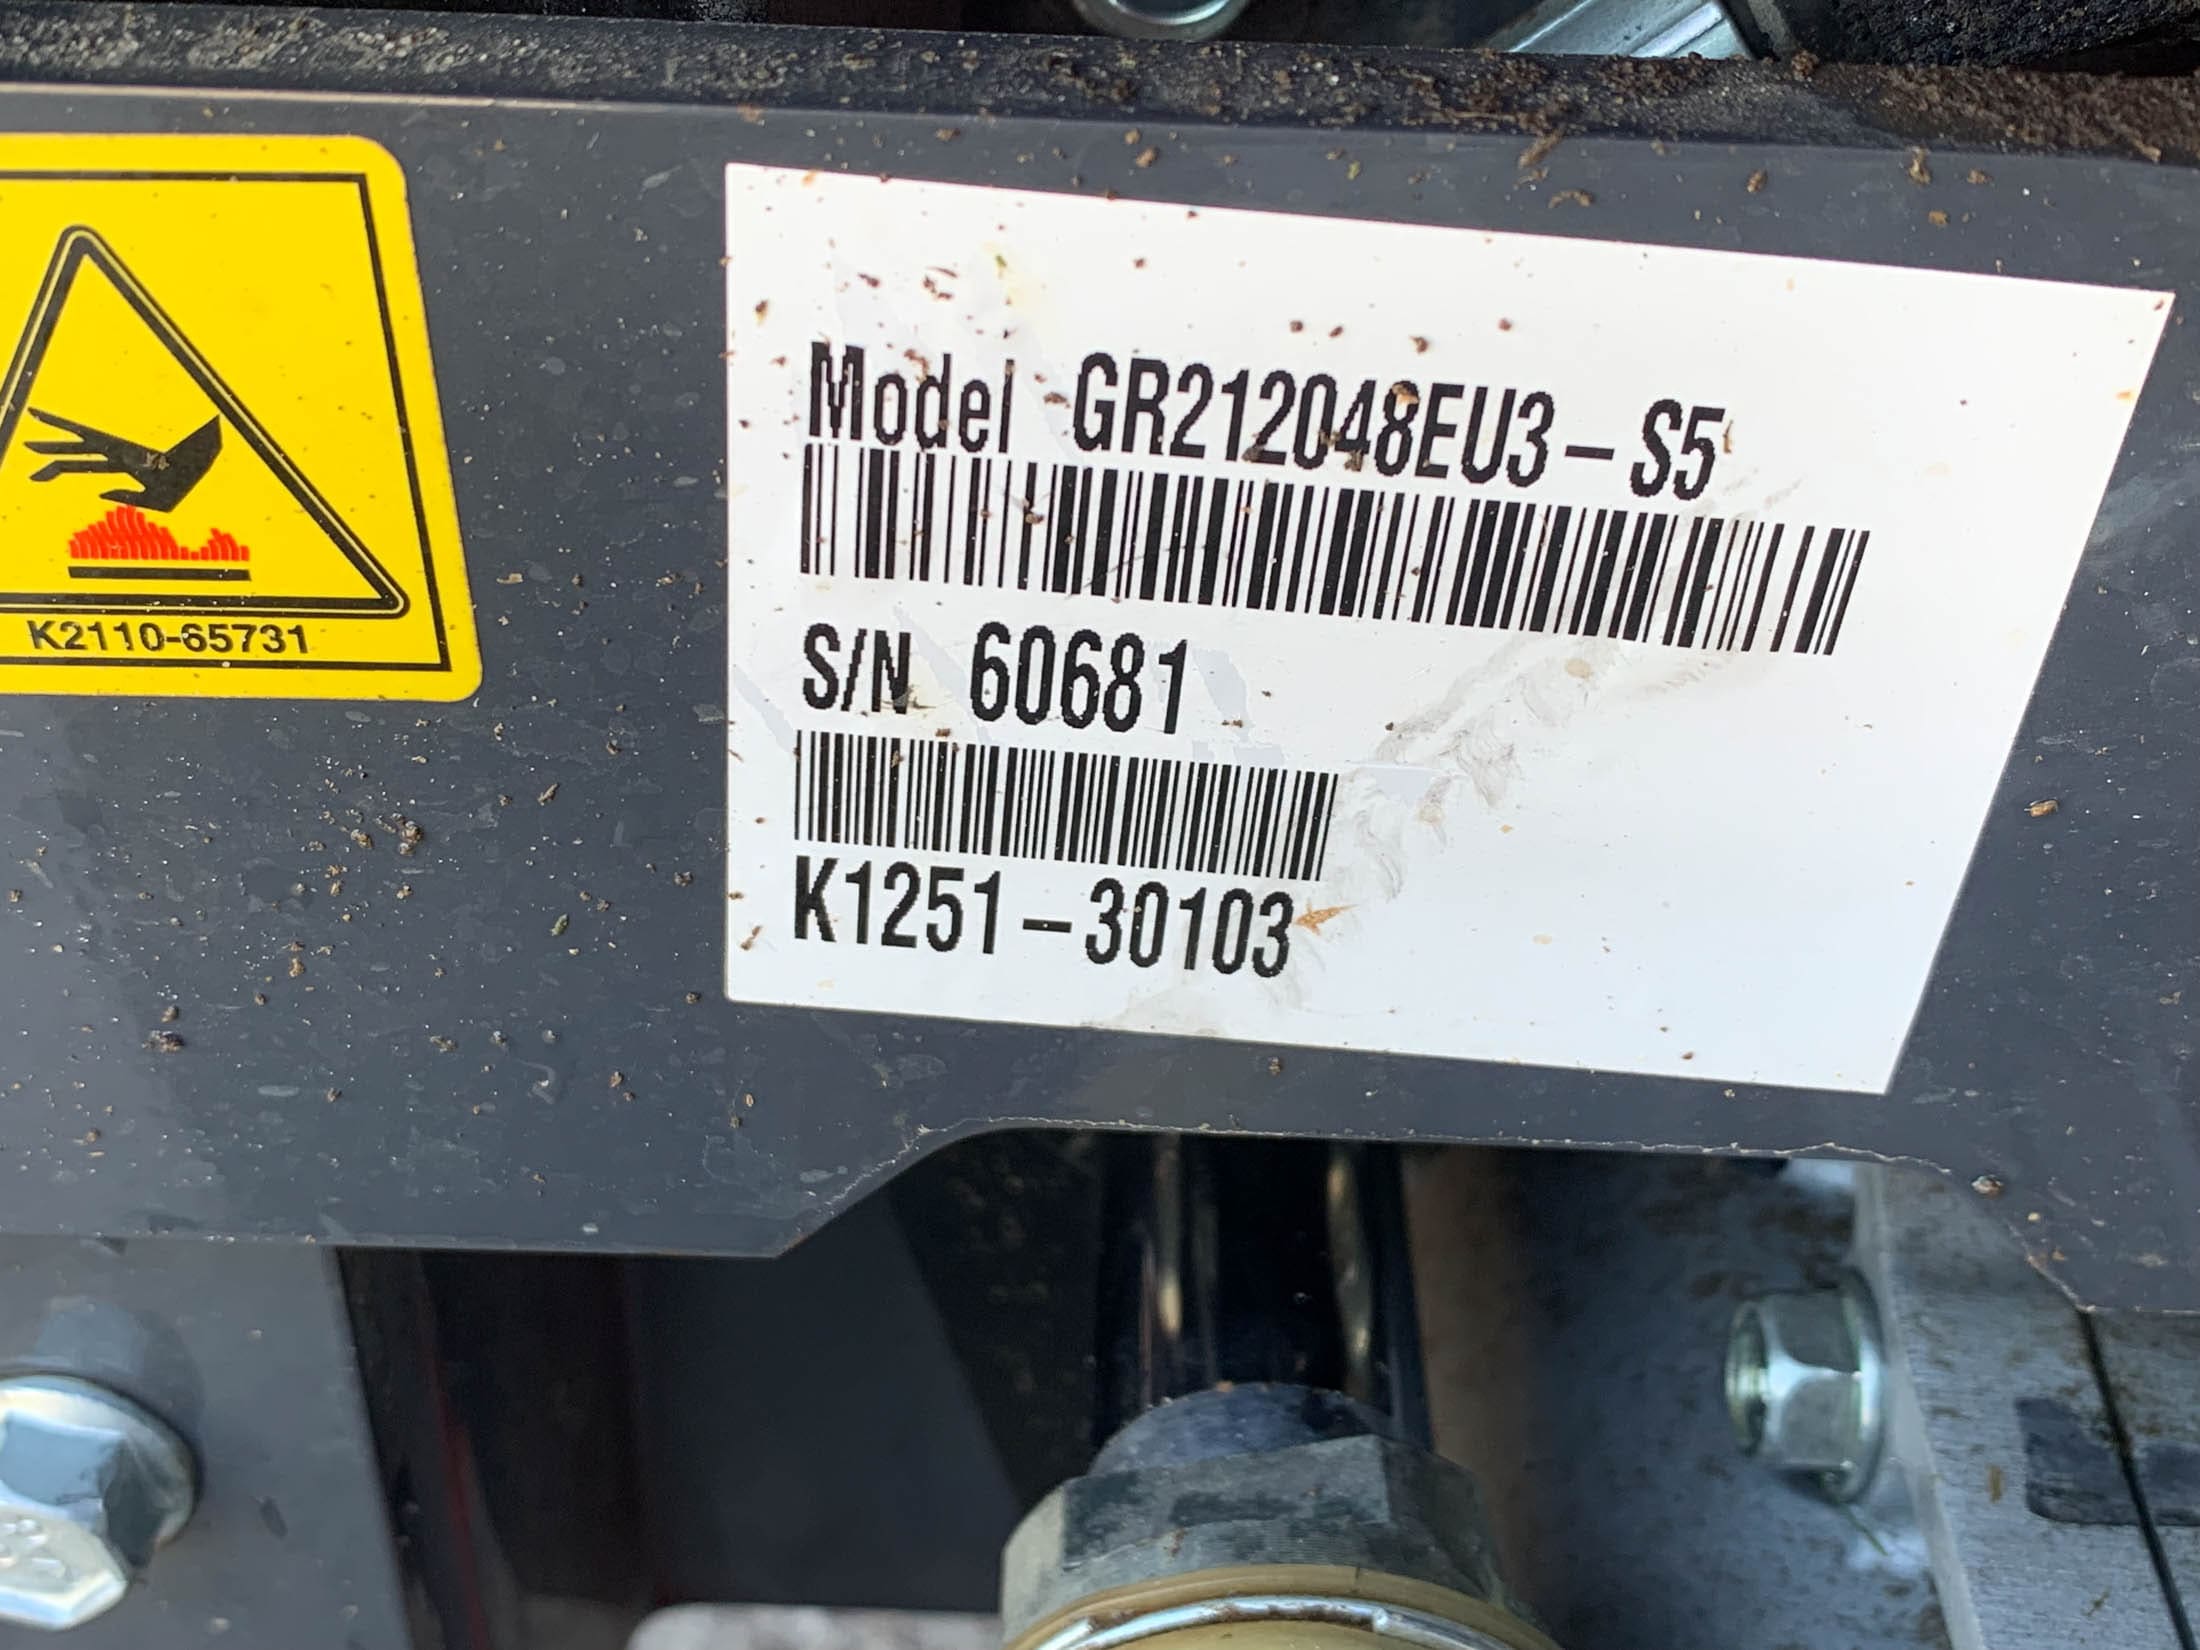 K2110-65731
Model GR212048EU3-S5
S/N 60681
K1251-30103